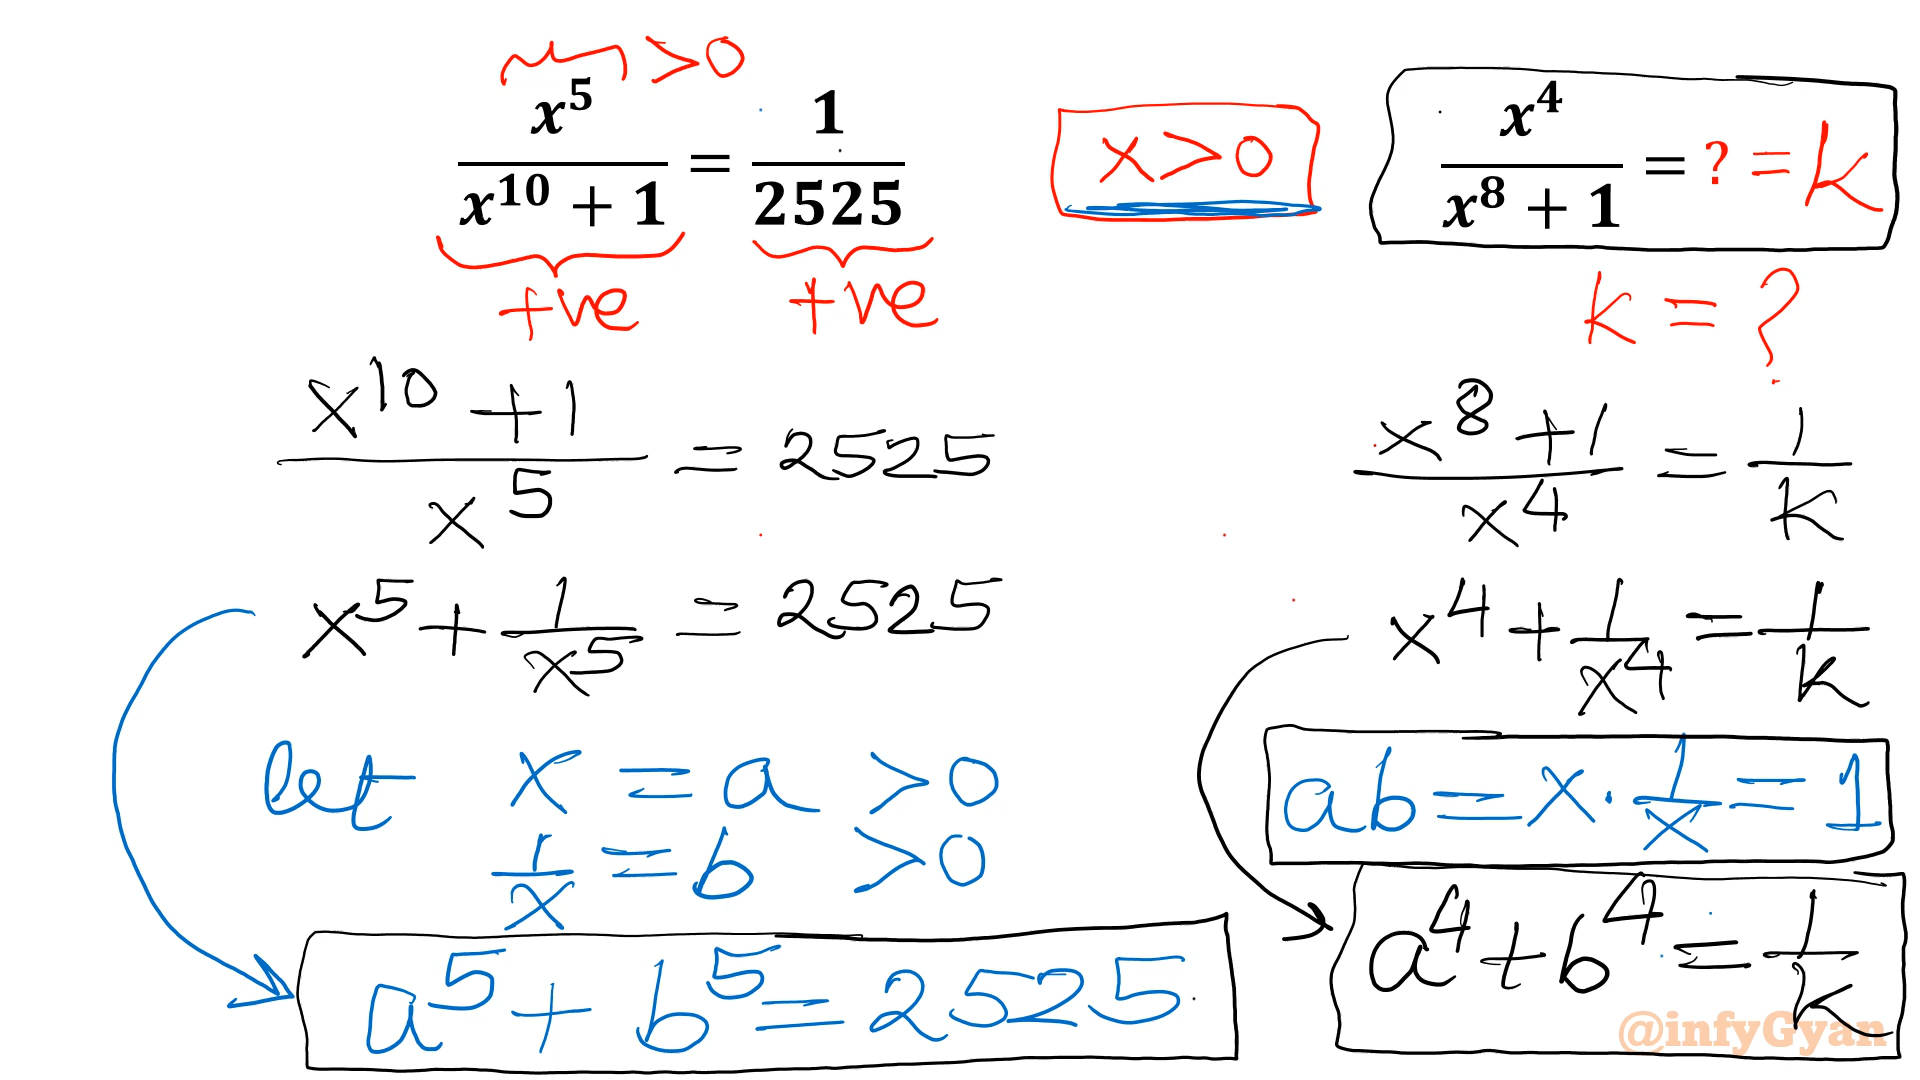 x^5 > 0
x^5 / (x^10 + 1) = 1 / 2525
+ve +ve
x > 0
x^4 / (x^8 + 1) = ? = k
k = ?
(x^10 + 1) / x^5 = 2525
x^5 + 1/x^5 = 2525
let x = a > 0
1/x = b > 0
a^5 + b^5 = 2525
(x^8 + 1) / x^4 = 1/k
x^4 + 1/x^4 = 1/k
ab = x · 1/x = 1
a^4 + b^4 = 1/k
@infyGyan